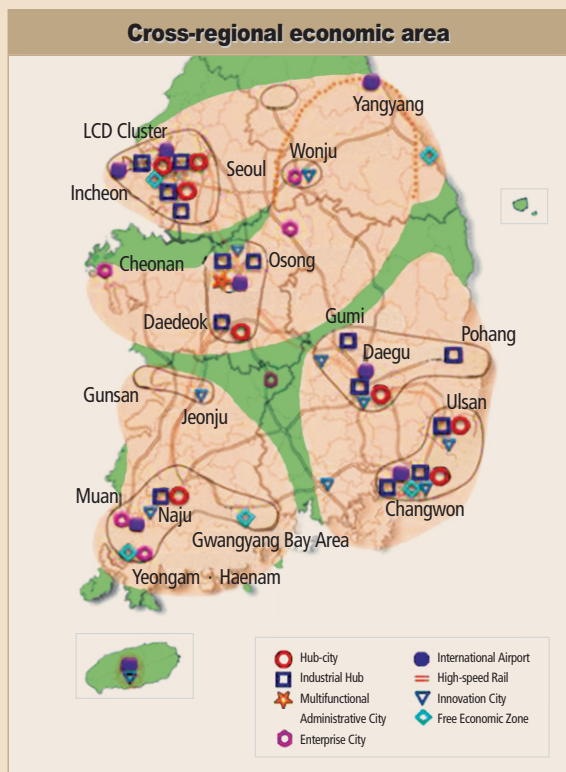 Cross-regional economic area
Yangyang
LCD Cluster
Wonju
Seoul
Incheon
Cheonan
Osong
Daedeok
Gumi
Pohang
Daegu
Gunsan
Jeonju
Ulsan
Muan
Naju
Changwon
Gwangyang Bay Area
Yeongam · Haenam
Hub-city
Industrial Hub
Multifunctional
Administrative City
Enterprise City
International Airport
High-speed Rail
Innovation City
Free Economic Zone